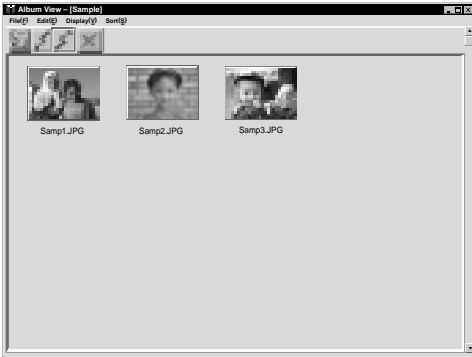 Album View – [Sample]
File(F) Edit(E) Display(V) Sort(S)
Samp1.JPG Samp2.JPG Samp3.JPG